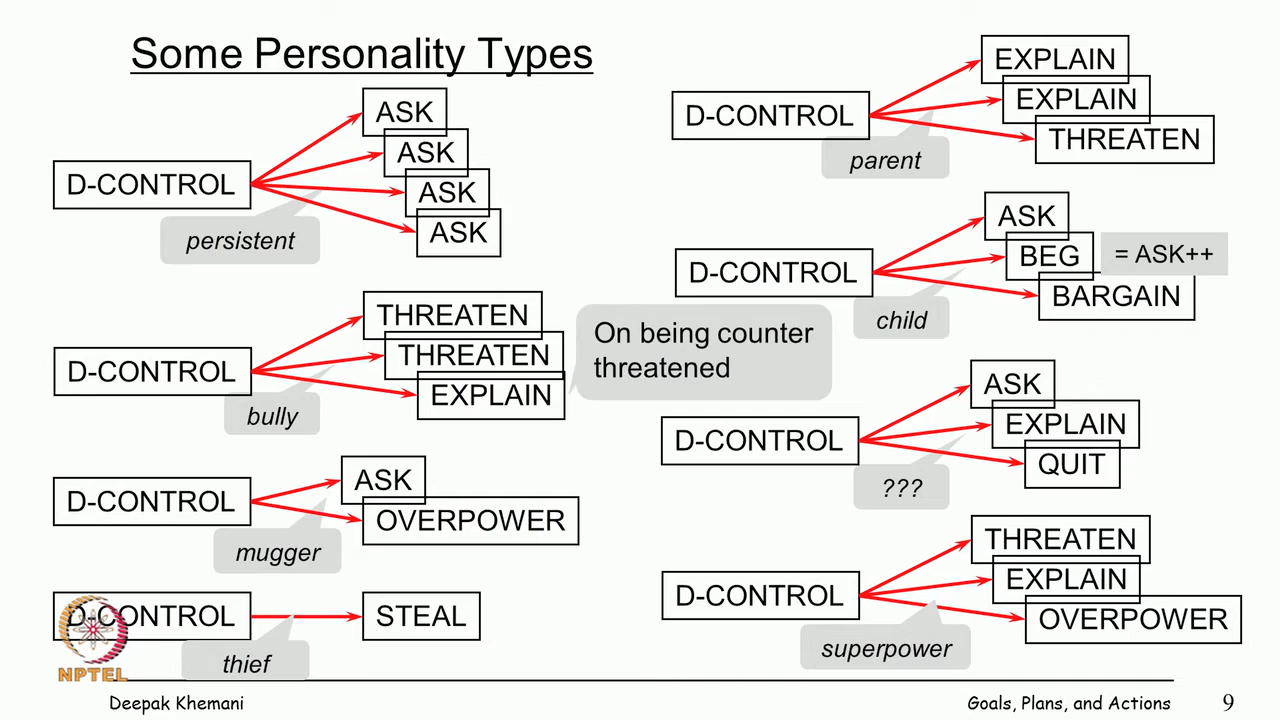 Some Personality Types
D-CONTROL
ASK
ASK
ASK
ASK
persistent
D-CONTROL
THREATEN
THREATEN
EXPLAIN
bully
On being counter
threatened
D-CONTROL
ASK
OVERPOWER
mugger
D-CONTROL
STEAL
thief
D-CONTROL
EXPLAIN
EXPLAIN
THREATEN
parent
D-CONTROL
ASK
BEG
= ASK++
BARGAIN
child
D-CONTROL
ASK
EXPLAIN
QUIT
???
D-CONTROL
THREATEN
EXPLAIN
OVERPOWER
superpower
NPTEL
Deepak Khemani
Goals, Plans, and Actions
9